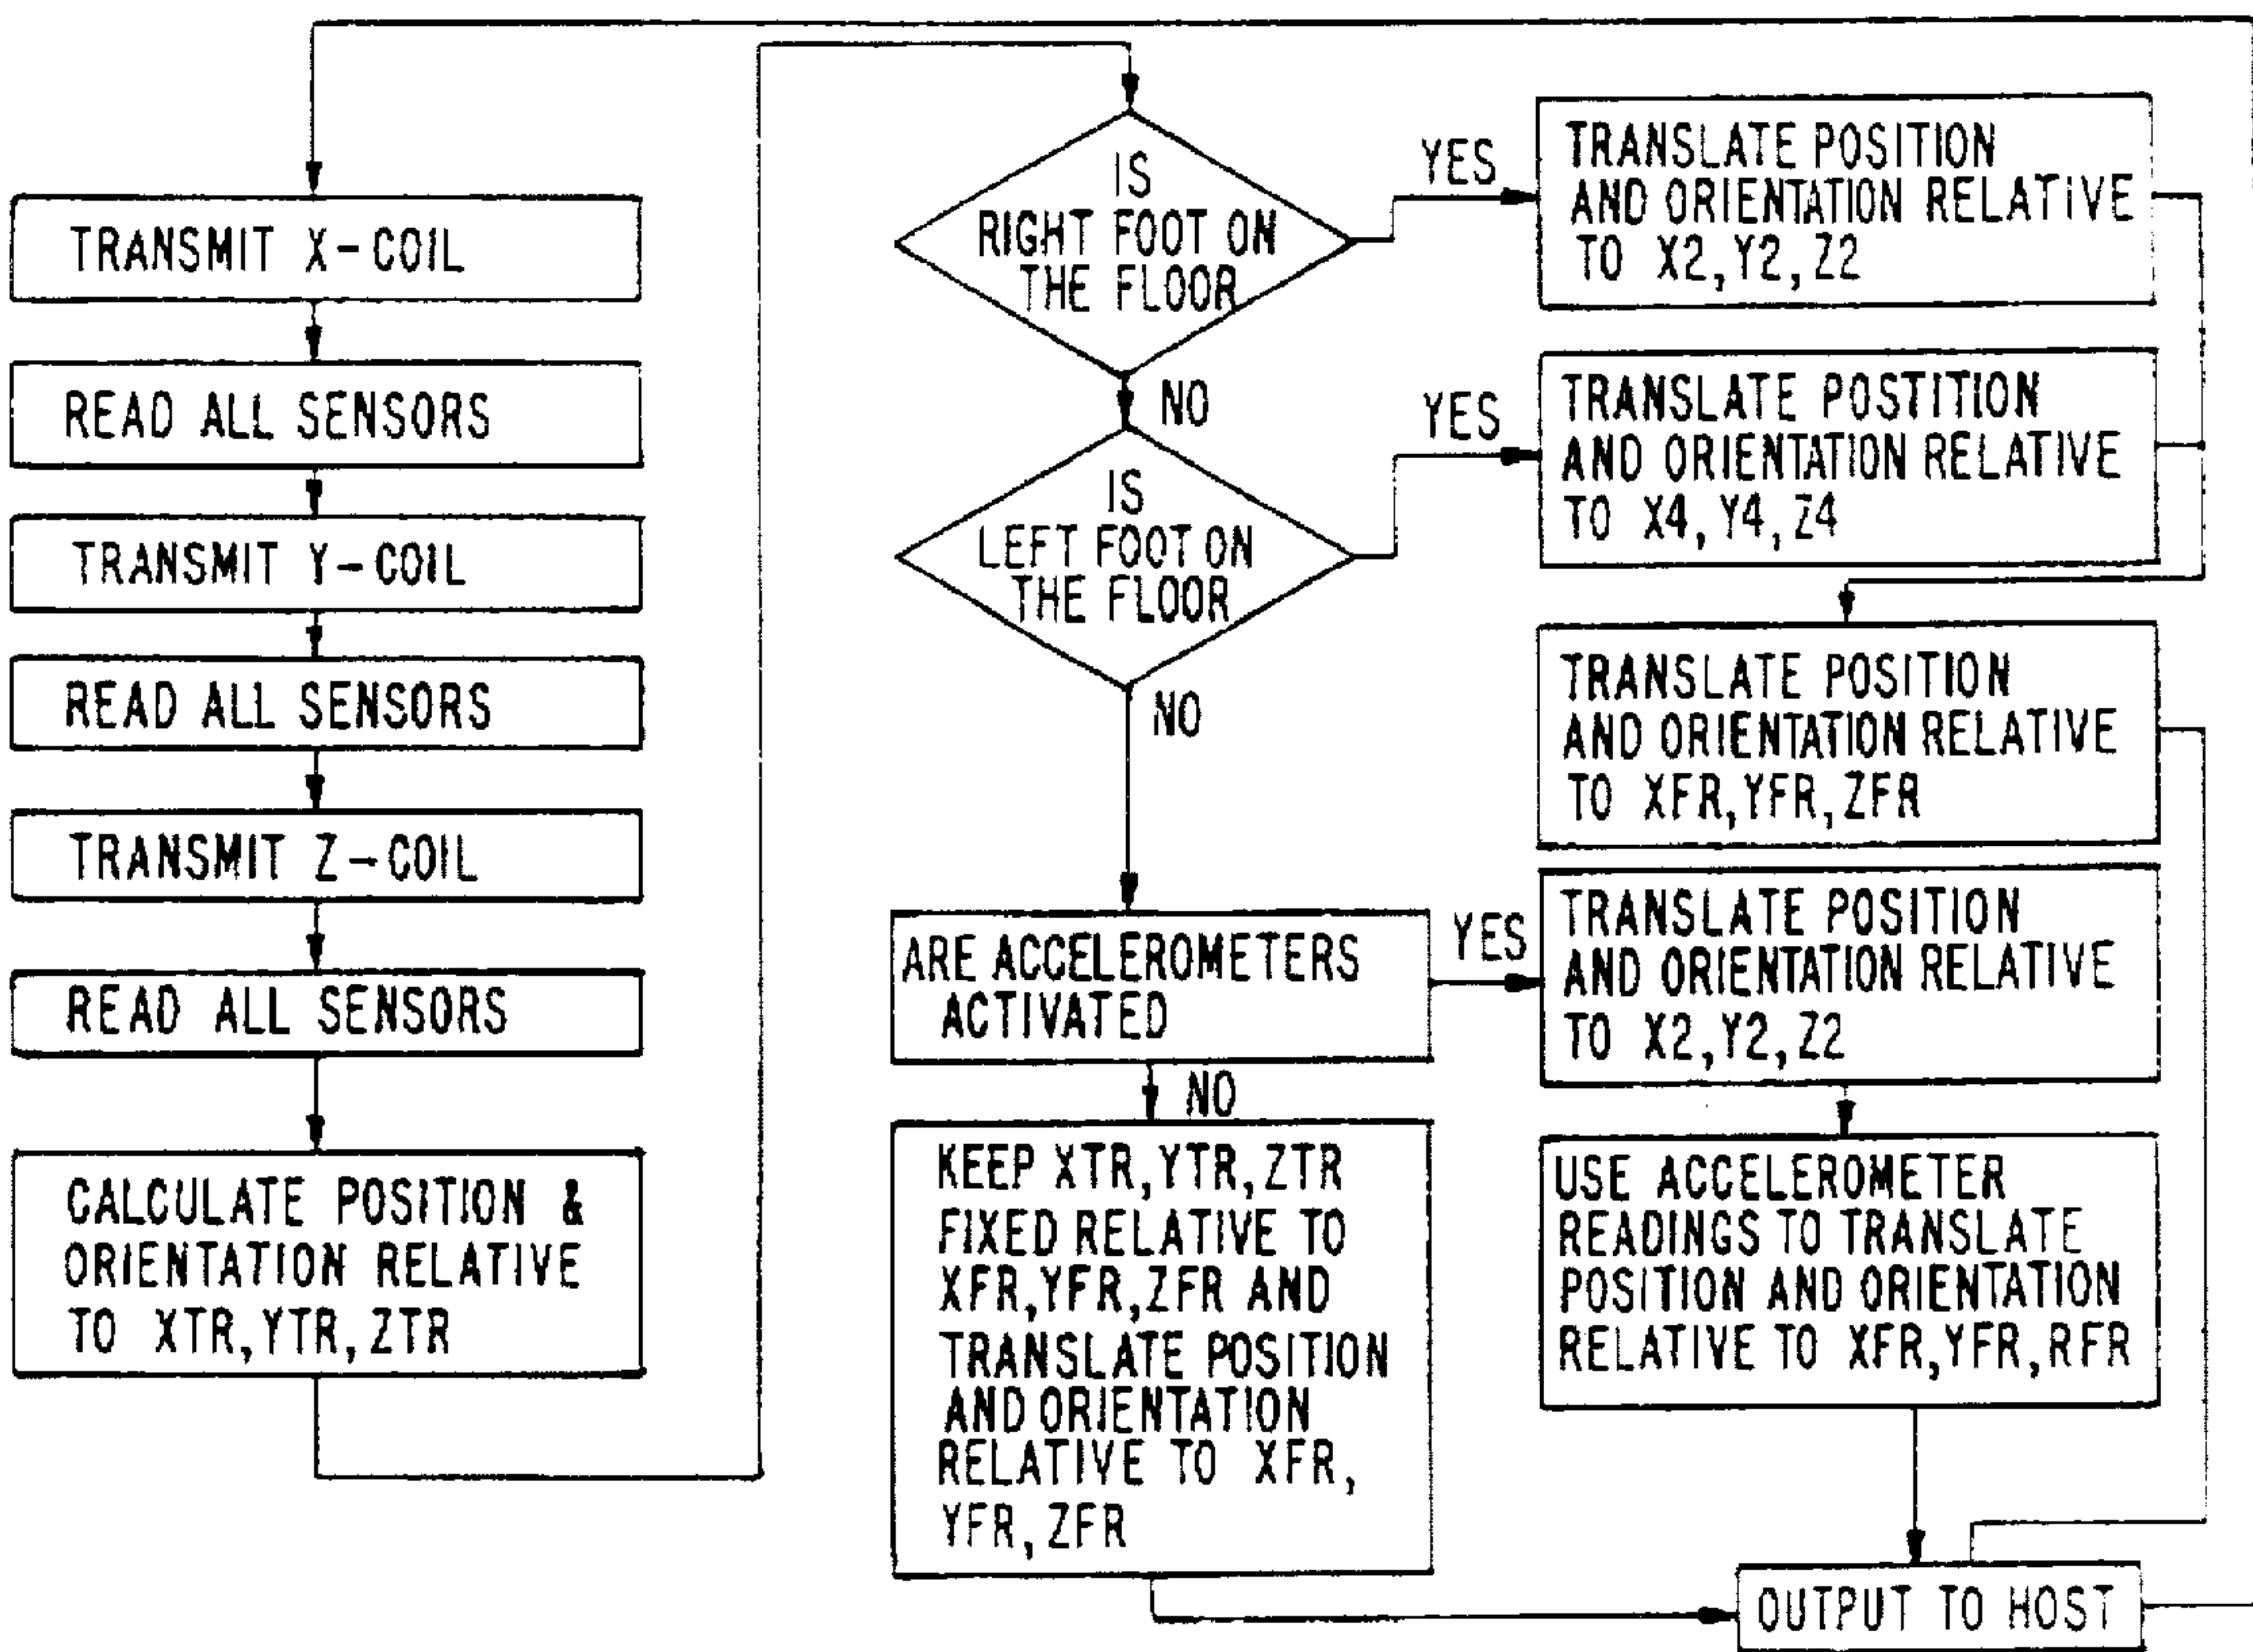 TRANSMIT X-COIL
READ ALL SENSORS
TRANSMIT Y-COIL
READ ALL SENSORS
TRANSMIT Z-COIL
READ ALL SENSORS
CALCULATE POSITION &
ORIENTATION RELATIVE
TO XTR, YTR, ZTR
IS
RIGHT FOOT ON
THE FLOOR
YES
NO
TRANSLATE POSITION
AND ORIENTATION RELATIVE
TO X2, Y2, Z2
IS
LEFT FOOT ON
THE FLOOR
YES
NO
TRANSLATE POSTITION
AND ORIENTATION RELATIVE
TO X4, Y4, Z4
TRANSLATE POSITION
AND ORIENTATION RELATIVE
TO XFR, YFR, ZFR
ARE ACCELEROMETERS
ACTIVATED
YES
NO
TRANSLATE POSITION
AND ORIENTATION RELATIVE
TO X2, Y2, Z2
KEEP XTR, YTR, ZTR
FIXED RELATIVE TO
XFR, YFR, ZFR AND
TRANSLATE POSITION
AND ORIENTATION
RELATIVE TO XFR,
YFR, ZFR
USE ACCELEROMETER
READINGS TO TRANSLATE
POSITION AND ORIENTATION
RELATIVE TO XFR, YFR, RFR
OUTPUT TO HOST